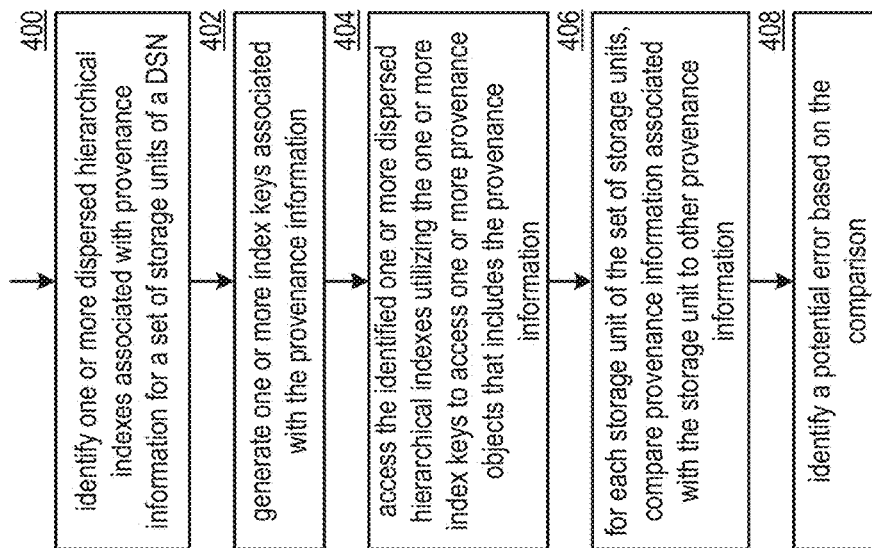 400
identify one or more dispersed hierarchical
indexes associated with provenance
information for a set of storage units of a DSN
402
generate one or more index keys associated
with the provenance information
404
access the identified one or more dispersed
hierarchical indexes utilizing the one or more
index keys to access one or more provenance
objects that includes the provenance
information
406
for each storage unit of the set of storage units,
compare provenance information associated
with the storage unit to other provenance
information
408
identify a potential error based on the
comparison